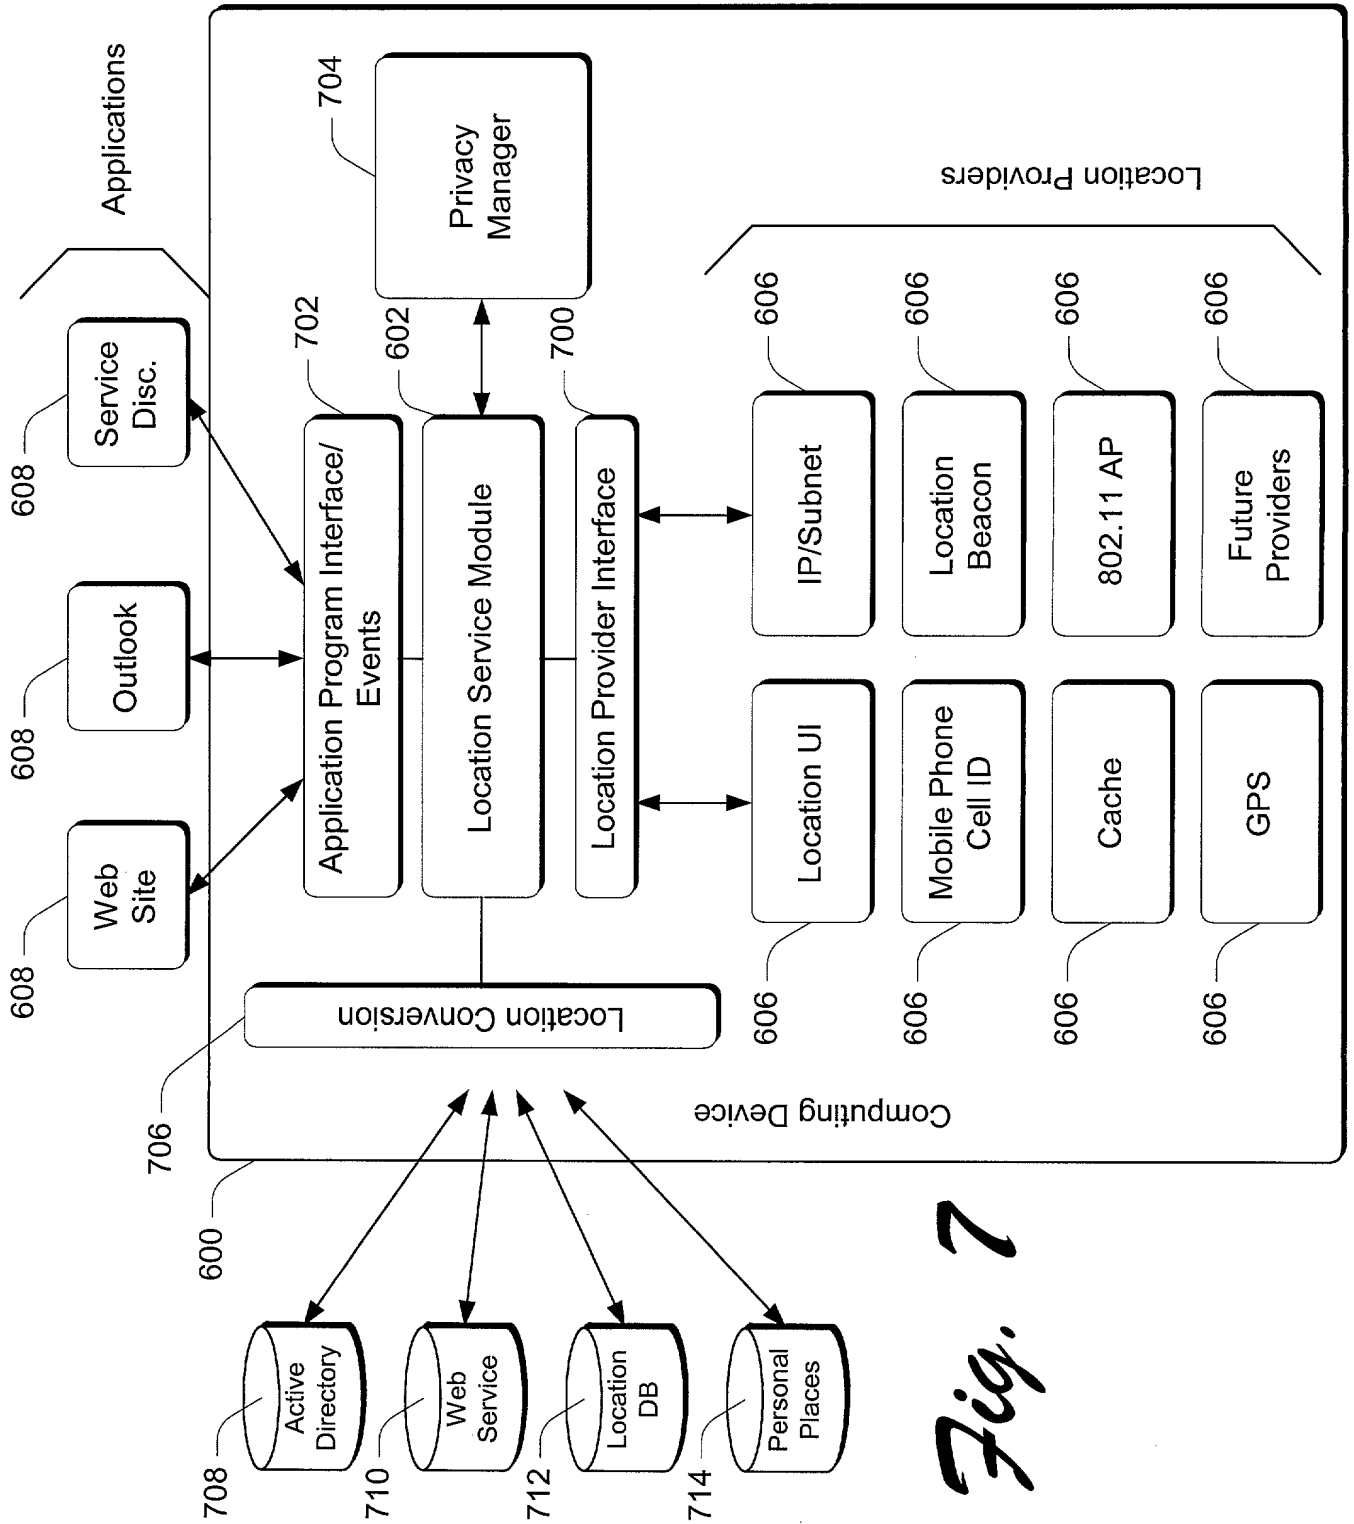 Applications
608
Web
Site
608
Outlook
608
Service
Disc.
702
Application Program Interface/
Events
602
Location Service Module
700
Location Provider Interface
704
Privacy
Manager
706
Location Conversion
600
Computing Device
708
Active
Directory
710
Web
Service
712
Location
DB
714
Personal
Places
Location Providers
606
Location UI
606
IP/Subnet
606
Mobile Phone
Cell ID
606
Location
Beacon
606
Cache
606
802.11 AP
606
GPS
606
Future
Providers
Fig. 7